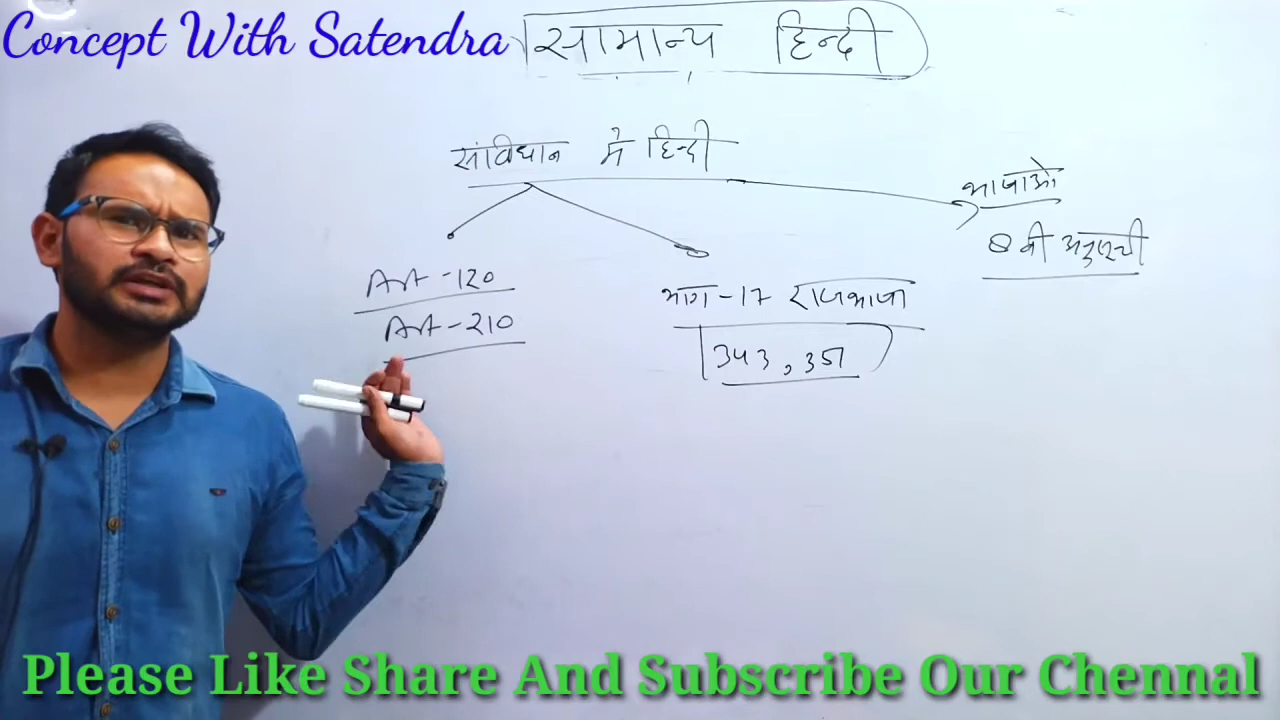 Concept With Satendra
सामान्य हिन्दी
संविधान में हिन्दी
भाषाओं
8 वी अनुसूची
Art - 120
Art - 210
भाग - 17 राजभाषा
343, 351
Please Like Share And Subscribe Our Chennal